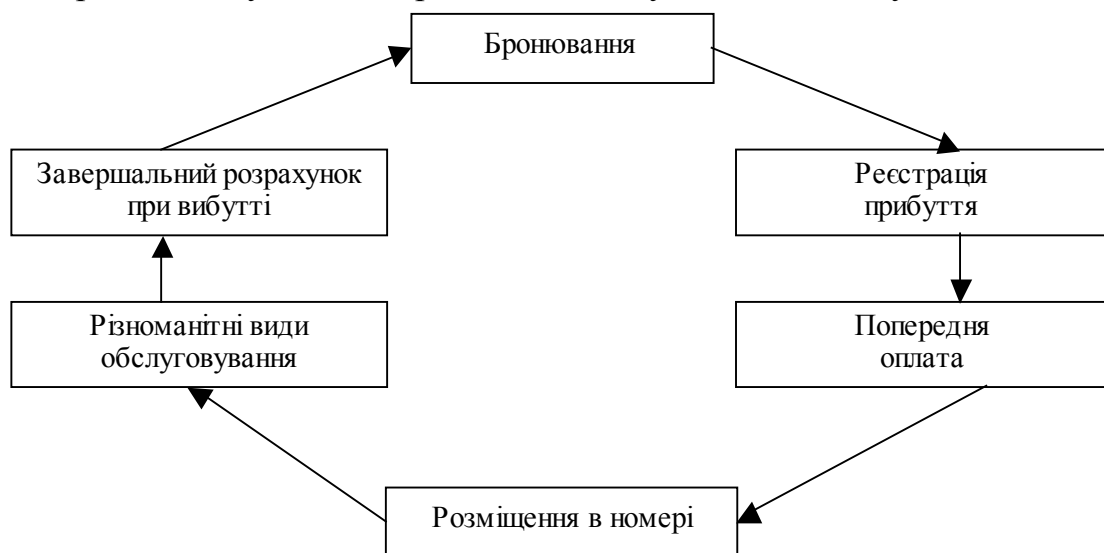 Бронювання
Завершальний розрахунок
при вибутті
Реєстрація
прибуття
Різноманітні види
обслуговування
Попередня
оплата
Розміщення в номері